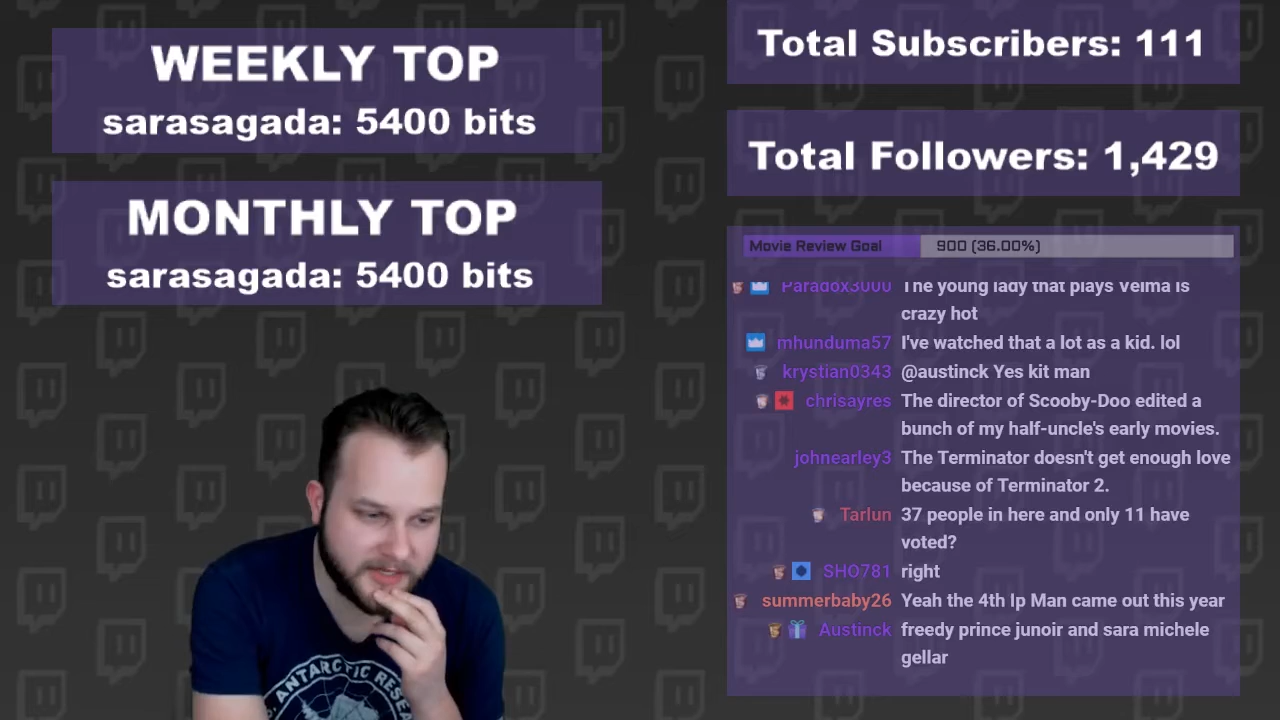 WEEKLY TOP
sarasagada: 5400 bits
MONTHLY TOP
sarasagada: 5400 bits
Total Subscribers: 111
Total Followers: 1,429
Movie Review Goal 900 (36.00%)
Paradox3000 The young lady that plays Velma is
crazy hot
mhunduma57 I've watched that a lot as a kid. lol
krystian0343 @austinck Yes kit man
chrisayres The director of Scooby-Doo edited a
bunch of my half-uncle's early movies.
johnearley3 The Terminator doesn't get enough love
because of Terminator 2.
Tarlun 37 people in here and only 11 have
voted?
SHO781 right
summerbaby26 Yeah the 4th Ip Man came out this year
Austinck freedy prince junoir and sara michele
gellar
ANTARCTIC RESEA